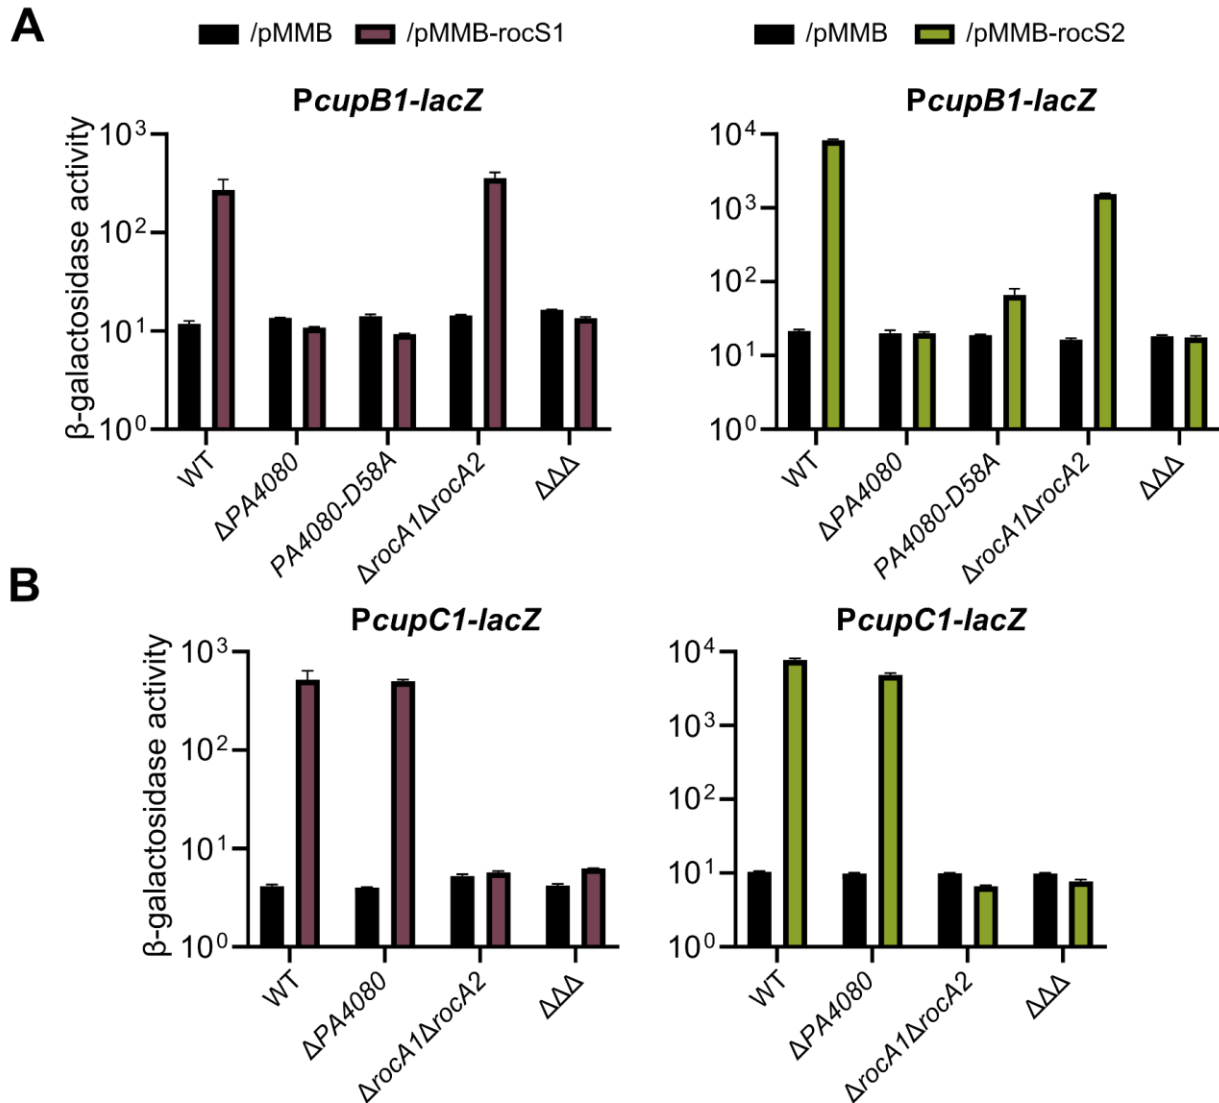 A
/pMMB /pMMB-rocS1
/pMMB /pMMB-rocS2
PcupB1-lacZ
β-galactosidase activity
10³
10²
10¹
10⁰
WT
ΔPA4080
PA4080-D58A
ΔrocA1ΔrocA2
ΔΔΔ
PcupB1-lacZ
10⁴
10³
10²
10¹
10⁰
WT
ΔPA4080
PA4080-D58A
ΔrocA1ΔrocA2
ΔΔΔ
B
PcupC1-lacZ
β-galactosidase activity
10³
10²
10¹
10⁰
WT
ΔPA4080
ΔrocA1ΔrocA2
ΔΔΔ
PcupC1-lacZ
10⁴
10³
10²
10¹
10⁰
WT
ΔPA4080
ΔrocA1ΔrocA2
ΔΔΔ